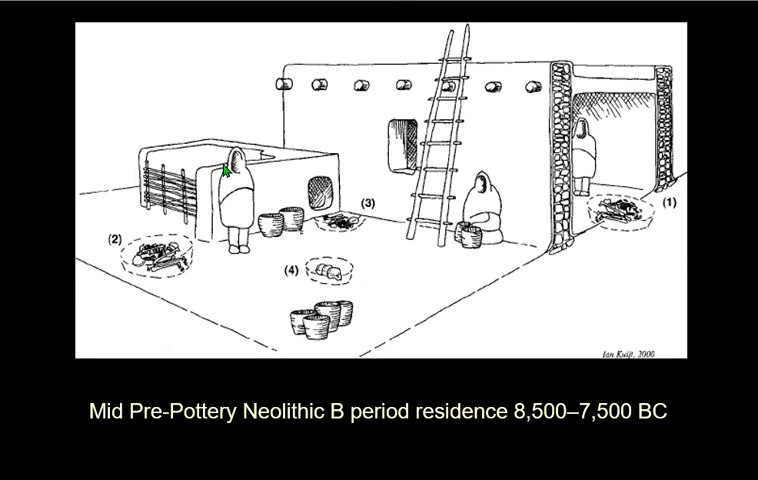 (1)
(3)
(2)
(4)
Ian Kuijt, 2000
Mid Pre-Pottery Neolithic B period residence 8,500–7,500 BC